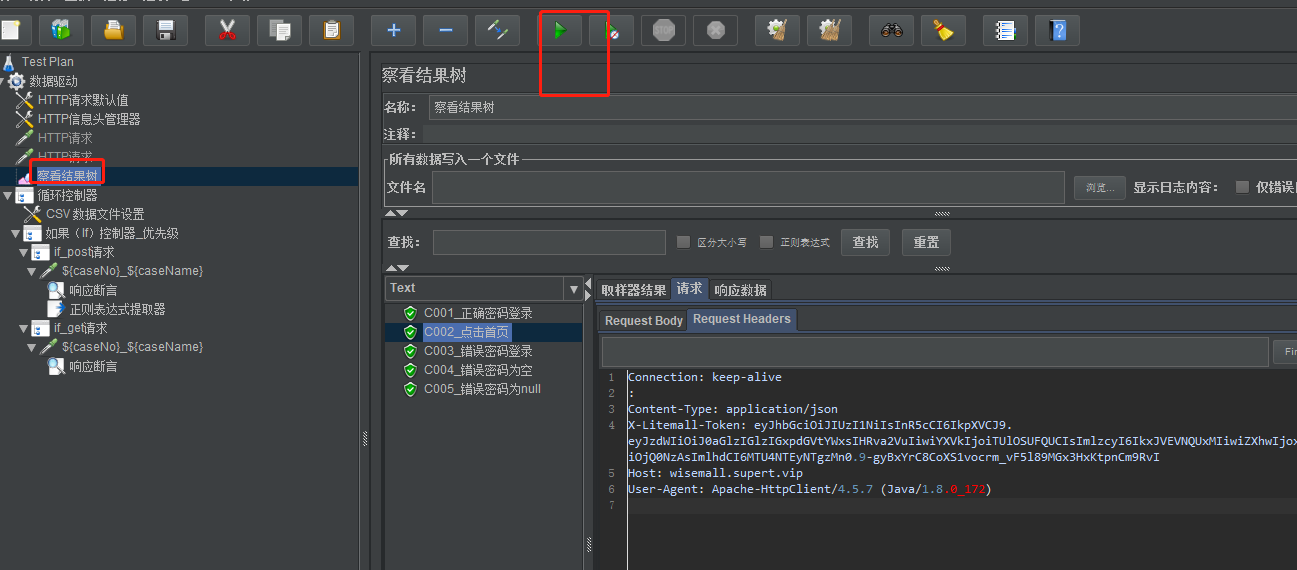 Test Plan
数据驱动
HTTP请求默认值
HTTP信息头管理器
HTTP请求
HTTP请求
察看结果树
循环控制器
CSV 数据文件设置
如果（If）控制器_优先级
if_post请求
${caseNo}_${caseName}
响应断言
正则表达式提取器
if_get请求
${caseNo}_${caseName}
响应断言
STOP
察看结果树
名称： 察看结果树
注释：
所有数据写入一个文件
文件名 浏览... 显示日志内容： 仅错误
查找： 区分大小写 正则表达式 查找 重置
Text
C001_正确密码登录
C002_点击首页
C003_错误密码登录
C004_错误密码为空
C005_错误密码为null
取样器结果 请求 响应数据
Request Body Request Headers
Fin
1 Connection: keep-alive
2 :
3 Content-Type: application/json
4 X-Litemall-Token: eyJhbGciOiJIUzI1NiIsInR5cCI6IkpXVCJ9.
eyJzdWIiOiJ0aGlzIGlzIGxpdGVtYWxsIHRva2VuIiwiYXVkIjoiTUlOSUFQUCIsImlzcyI6IkxJVEVNQUxMIiwiZXhwIjox
iOjQ0NzAsImlhdCI6MTU4NTEyNTgzMn0.9-gyBxYrC8CoXS1vocrm_vF5l89MGx3HxKtpnCm9RvI
5 Host: wisemall.supert.vip
6 User-Agent: Apache-HttpClient/4.5.7 (Java/1.8.0_172)
7